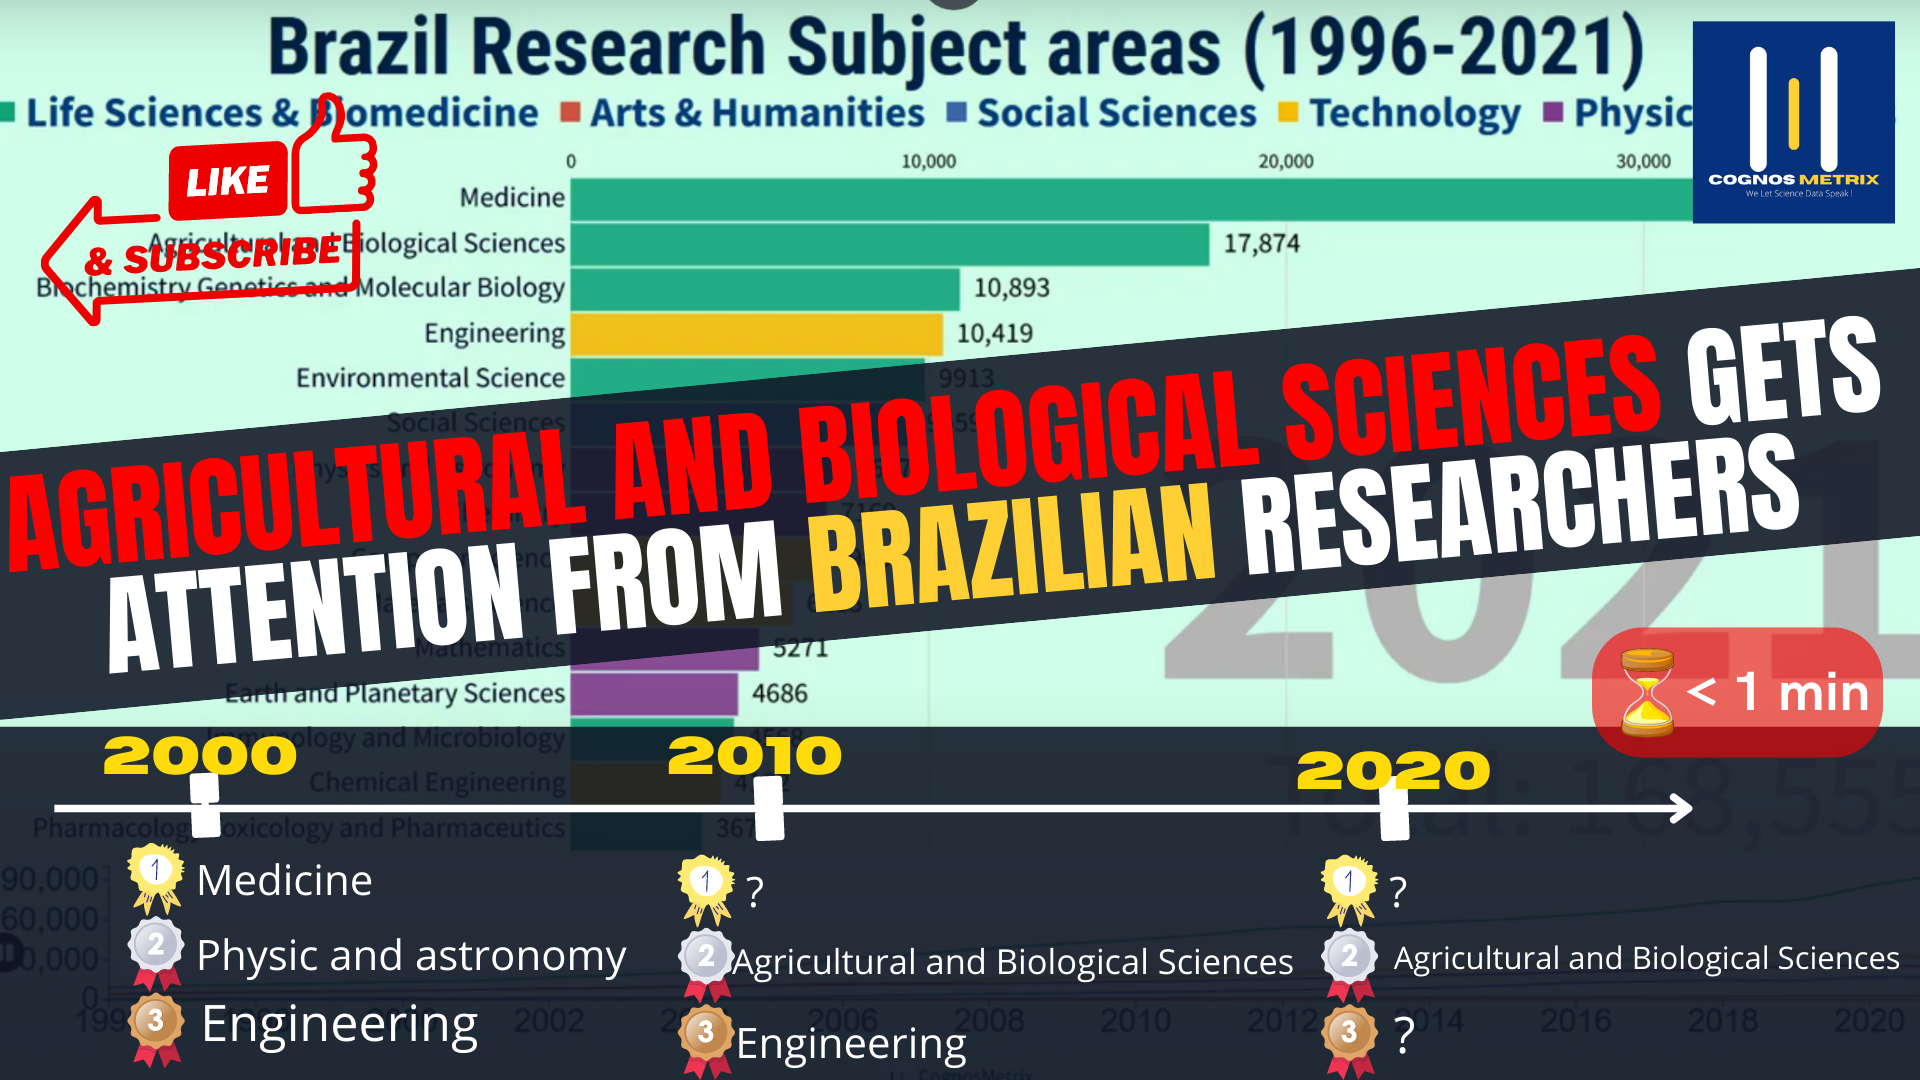 Brazil Research Subject areas (1996-2021)
Life Sciences & Biomedicine Arts & Humanities Social Sciences Technology Physic
COGNOS METRIX
We Let Science Data Speak !
0 10,000 20,000 30,000
LIKE
& SUBSCRIBE
Medicine
Agricultural and Biological Sciences 17,874
Biochemistry Genetics and Molecular Biology 10,893
Engineering 10,419
Environmental Science 9913
Social Sciences
AGRICULTURAL AND BIOLOGICAL SCIENCES GETS
ATTENTION FROM BRAZILIAN RESEARCHERS
2021
Mathematics 5271
Earth and Planetary Sciences 4686
Immunology and Microbiology 4568
Chemical Engineering
Pharmacology Toxicology and Pharmaceutics
Total: 168,555
< 1 min
2000 2010 2020
1 Medicine
2 Physic and astronomy
3 Engineering
1 ?
2 Agricultural and Biological Sciences
3 Engineering
1 ?
2 Agricultural and Biological Sciences
3 ?
90,000
60,000
0
2002 2006 2008 2010 2012 2014 2016 2018 2020
CognosMetrix